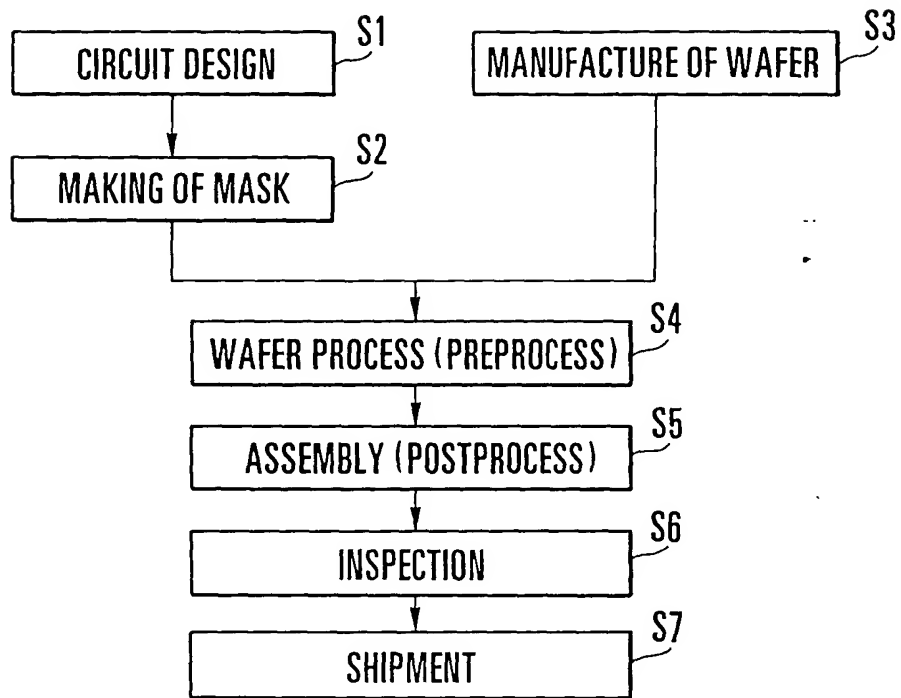 S1
CIRCUIT DESIGN
S3
MANUFACTURE OF WAFER
S2
MAKING OF MASK
S4
WAFER PROCESS (PREPROCESS)
S5
ASSEMBLY (POSTPROCESS)
S6
INSPECTION
S7
SHIPMENT